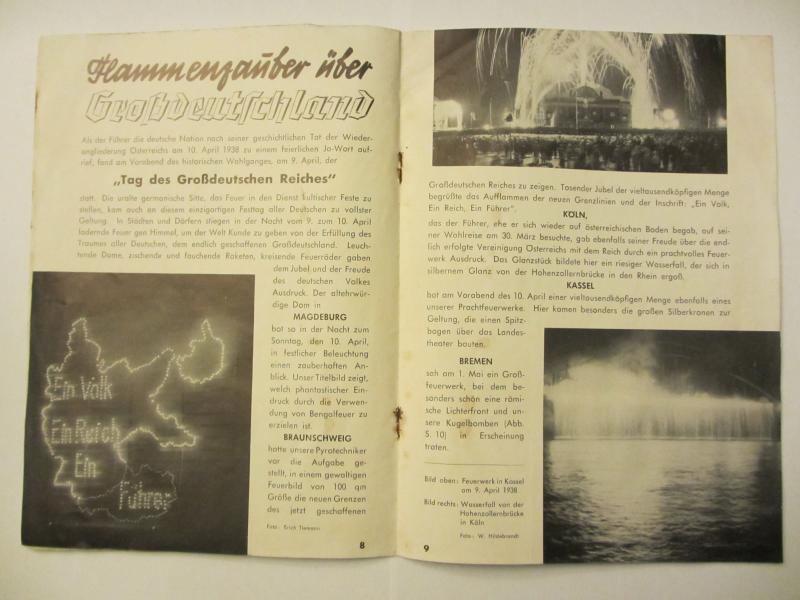 Flammenzauber über
Großdeutschland
Als der Führer die deutsche Nation nach seiner geschichtlichen Tat der Wieder-
angliederung Österreichs am 10. April 1938 zu einem feierlichen Ja-Wort auf-
rief, fand am Vorabend des historischen Wahlganges, am 9. April, der
„Tag des Großdeutschen Reiches"
statt. Die uralte germanische Sitte, das Feuer in den Dienst kultischer Feste zu
stellen, kam auch an diesem einzigartigen Festtag aller Deutschen zu vollster
Geltung. In Städten und Dörfern stiegen in der Nacht vom 9. zum 10. April
lodernde Feuer gen Himmel, um der Welt Kunde zu geben von der Erfüllung des
Traumes aller Deutschen, dem endlich geschaffenen Großdeutschland. Leuch-
tende Dome, zischende und fauchende Raketen, kreisende Feuerräder gaben
dem Jubel und der Freude
des deutschen Volkes
Ausdruck. Der altehrwür-
dige Dom in
MAGDEBURG
bot so in der Nacht zum
Sonntag, den 10. April,
in festlicher Beleuchtung
einen zauberhaften An-
blick. Unser Titelbild zeigt,
welch phantastischer Ein-
druck durch die Verwen-
dung von Bengalfeuer zu
erzielen ist.
BRAUNSCHWEIG
hatte unsere Pyrotechniker
vor die Aufgabe ge-
stellt, in einem gewaltigen
Feuerbild von 100 qm
Größe die neuen Grenzen
des jetzt geschaffenen
Foto: Erich Tiemann
Ein Volk
Ein Reich
Ein
Führer
8
Großdeutschen Reiches zu zeigen. Tosender Jubel der vieltausendköpfigen Menge
begrüßte das Aufflammen der neuen Grenzlinien und der Inschrift: „Ein Volk,
Ein Reich, Ein Führer".
KÖLN,
das der Führer, ehe er sich wieder auf österreichischen Boden begab, auf sei-
ner Wahlreise am 30. März besuchte, gab ebenfalls seiner Freude über die end-
lich erfolgte Vereinigung Österreichs mit dem Reich durch ein prachtvolles Feuer-
werk Ausdruck. Das Glanzstück bildete hier ein riesiger Wasserfall, der sich in
silbernem Glanz von der Hohenzollernbrücke in den Rhein ergoß.
KASSEL
bot am Vorabend des 10. April einer vieltausendköpfigen Menge ebenfalls eines
unserer Prachtfeuerwerke. Hier kamen besonders die großen Silberkronen zur
Geltung, die einen Spitz-
bogen über das Landes-
theater bauten.
BREMEN
sah am 1. Mai ein Groß-
feuerwerk, bei dem be-
sonders schön eine römi-
sche Lichterfront und un-
sere Kugelbomben (Abb.
S. 10) in Erscheinung
traten.
Bild oben: Feuerwerk in Kassel
am 9. April 1938
Bild rechts: Wasserfall von der
Hohenzollernbrücke
in Köln
Foto: W. Hildebrandt
9